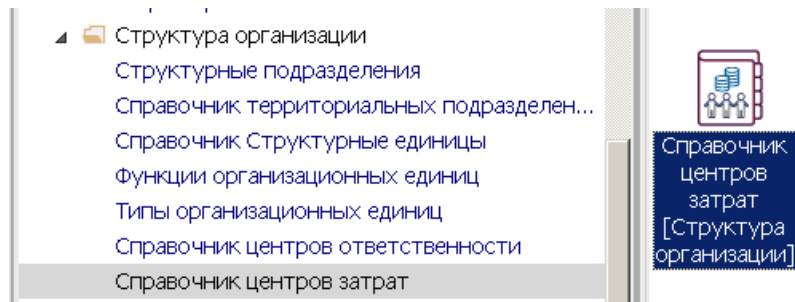 Структура организации
Структурные подразделения
Справочник территориальных подразделен...
Справочник Структурные единицы
Функции организационных единиц
Типы организационных единиц
Справочник центров ответственности
Справочник центров затрат
Справочник
центров
затрат
[Структура
организации]